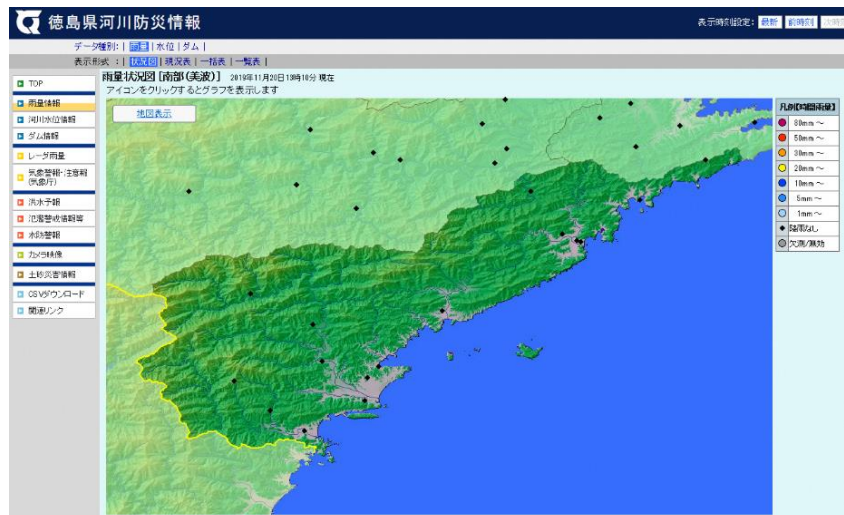 徳島県河川防災情報
表示時刻設定: 最新 前時刻
データ種別:| 雨量 | 水位 | ダム |
表示形式 :| 状況図 | 現況表 | 一括表 | 一覧表 |
雨量状況図 [南部(美波)] 2019年11月20日19時10分 現在
アイコンをクリックするとグラフを表示します
TOP
雨量情報
河川水位情報
ダム情報
レーダ雨量
気象警報・注意報
(気象庁)
洪水予報
氾濫警戒情報等
水防警報
カメラ映像
土砂災害情報
CSVダウンロード
関連リンク
地図表示
凡例[時間雨量]
80mm ~
50mm ~
30mm ~
20mm ~
10mm ~
5mm ~
1mm ~
降雨なし
欠測/無効